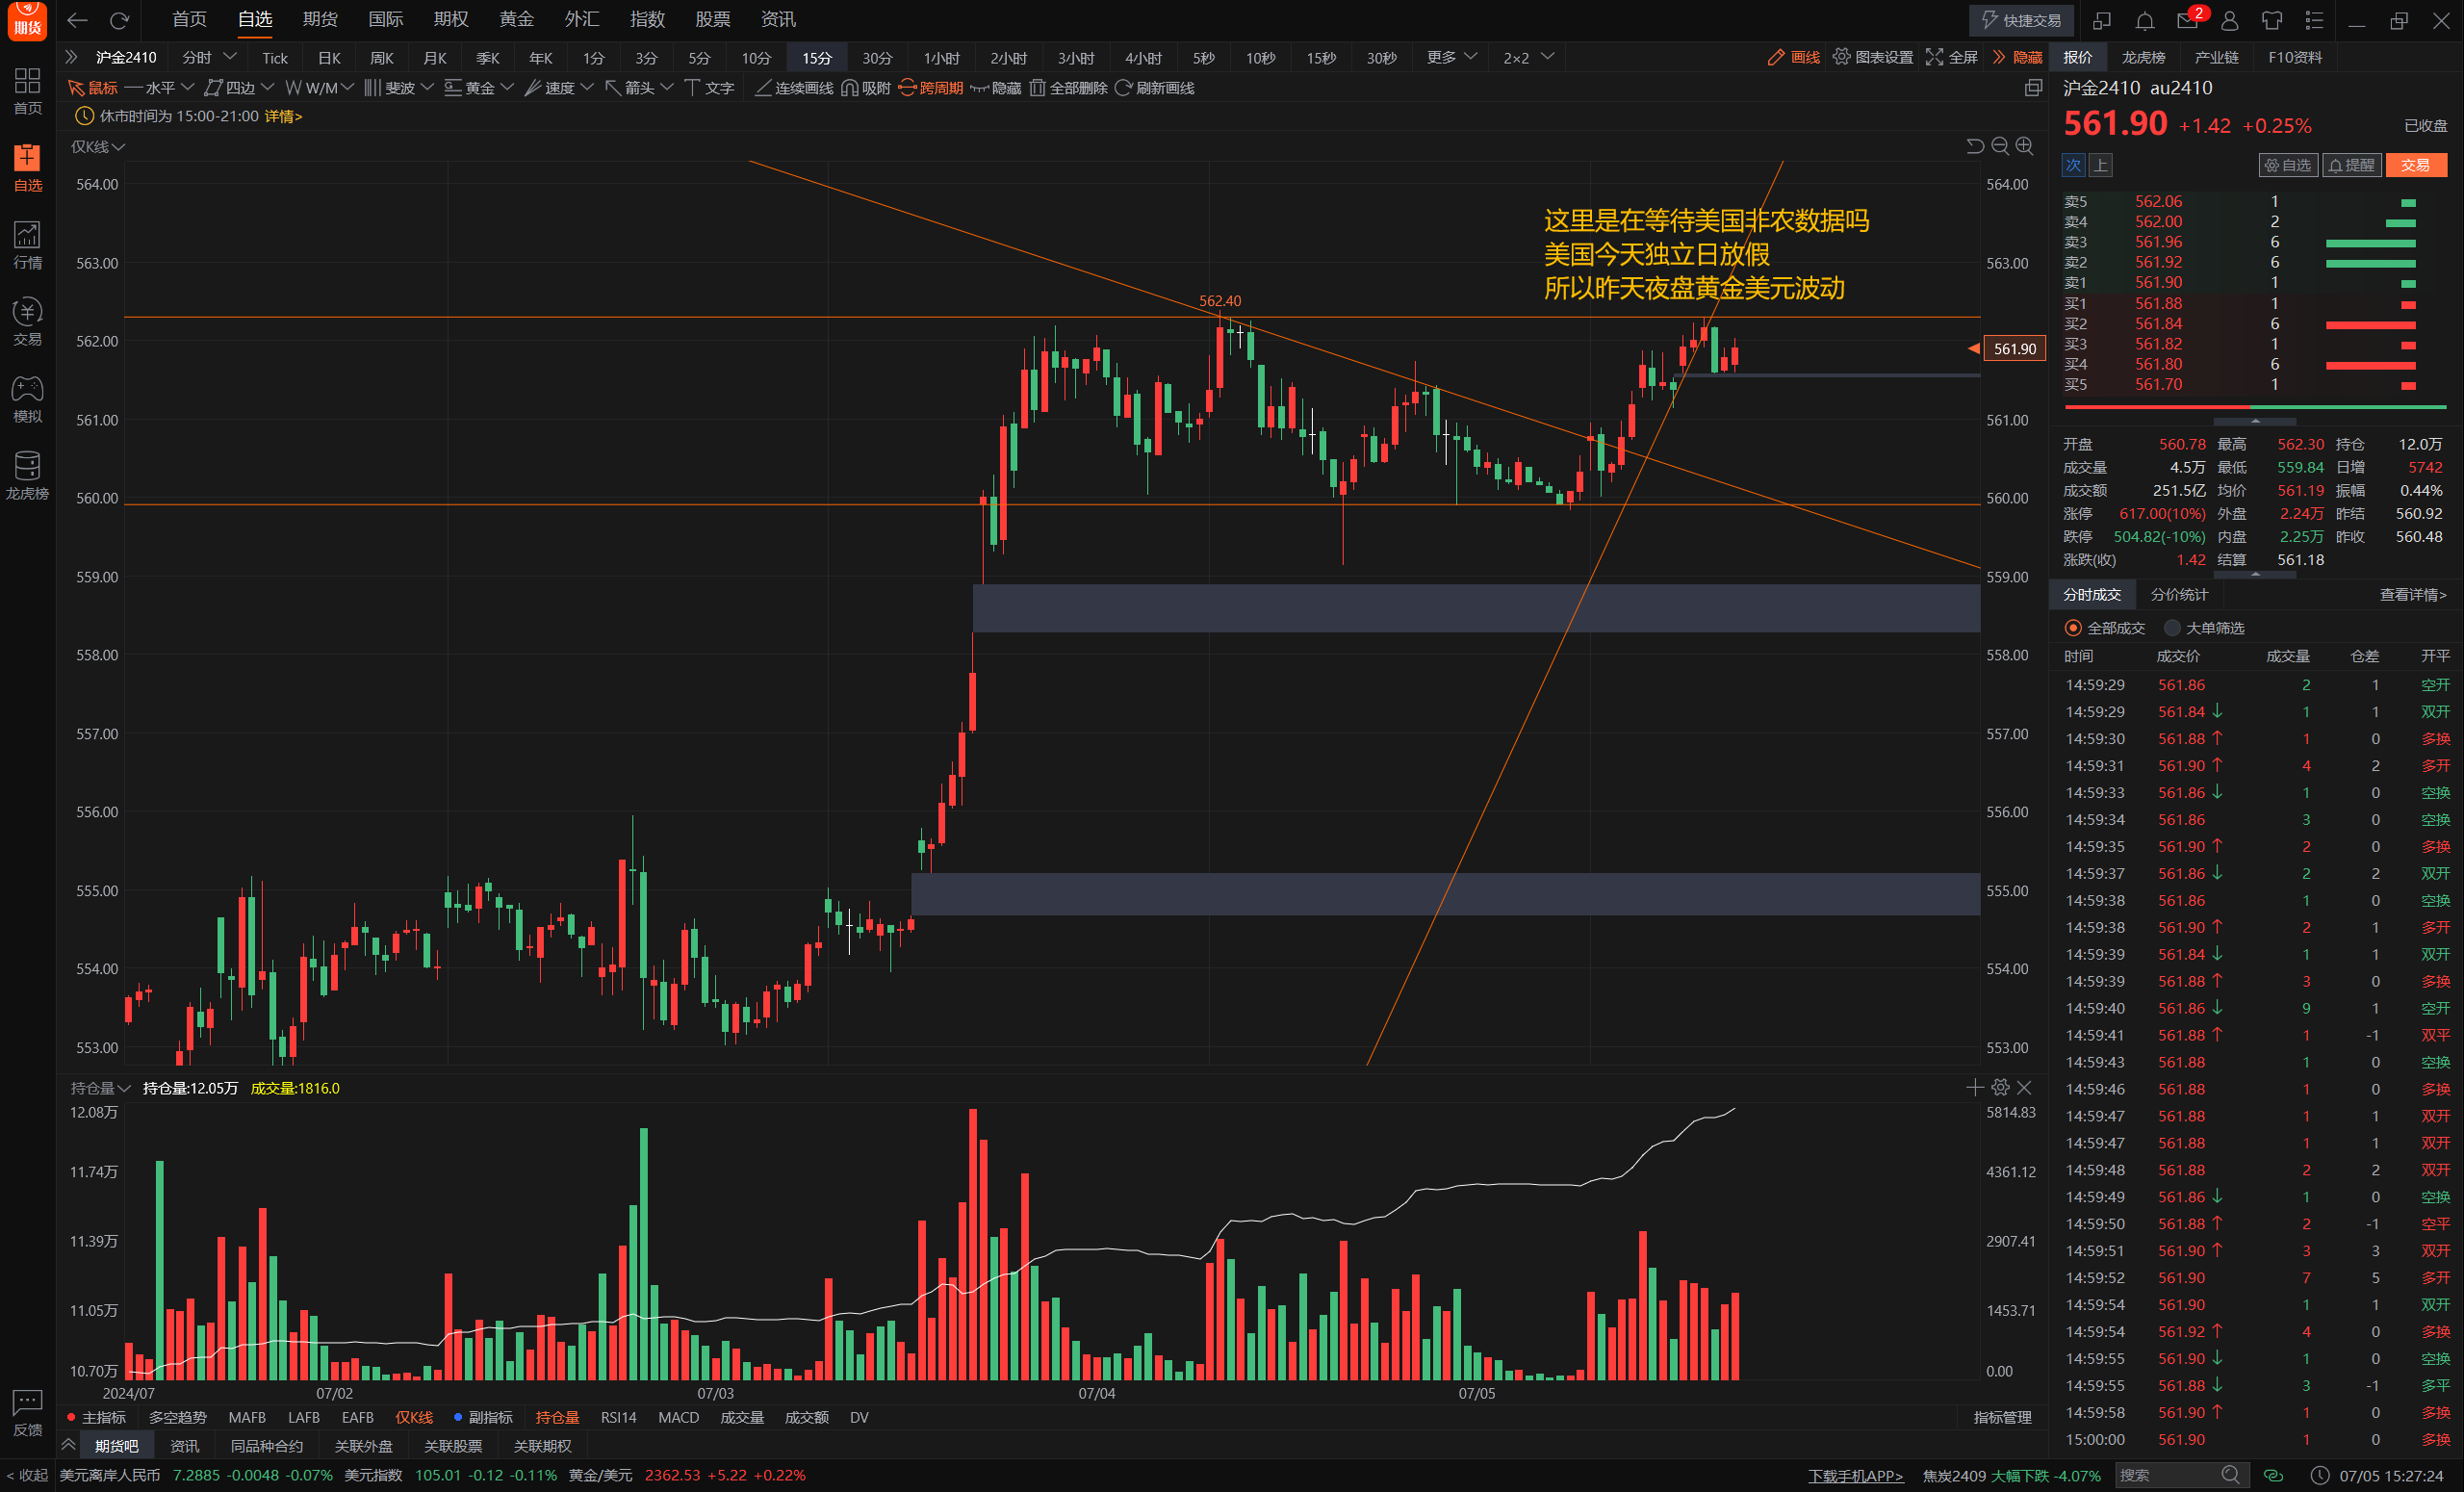 期货
首页 自选 期货 国际 期权 黄金 外汇 指数 股票 资讯
快捷交易 2
沪金2410 分时 Tick 日K 周K 月K 季K 年K 1分 3分 5分 10分 15分 30分 1小时 2小时 3小时 4小时 5秒 10秒 15秒 30秒 更多 2×2
画线 图表设置 全屏 隐藏
报价 龙虎榜 产业链 F10资料
鼠标 水平 四边 W/M 斐波 黄金 速度 箭头 文字 连续画线 吸附 跨周期 隐藏 全部删除 刷新画线
休市时间为 15:00-21:00 详情>
仅K线
首页
自选
行情
交易
模拟
龙虎榜
反馈
564.00
563.00
562.00
561.00
560.00
559.00
558.00
557.00
556.00
555.00
554.00
553.00
这里是在等待美国非农数据吗
美国今天独立日放假
所以昨天夜盘黄金美元波动
562.40
564.00
563.00
561.90
561.00
560.00
559.00
558.00
557.00
556.00
555.00
554.00
553.00
持仓量 持仓量:12.05万 成交量:1816.0
12.08万
11.74万
11.39万
11.05万
10.70万
5814.83
4361.12
2907.41
1453.71
0.00
2024/07 07/02 07/03 07/04 07/05
主指标 多空趋势 MAFB LAFB EAFB 仅K线 副指标 持仓量 RSI14 MACD 成交量 成交额 DV 指标管理
期货吧 资讯 同品种合约 关联外盘 关联股票 关联期权
沪金2410 au2410
561.90 +1.42 +0.25% 已收盘
次 上 自选 提醒 交易
卖5 562.06 1
卖4 562.00 2
卖3 561.96 6
卖2 561.92 6
卖1 561.90 1
买1 561.88 1
买2 561.84 6
买3 561.82 1
买4 561.80 6
买5 561.70 1
开盘 560.78 最高 562.30 持仓 12.0万
成交量 4.5万 最低 559.84 日增 5742
成交额 251.5亿 均价 561.19 振幅 0.44%
涨停 617.00(10%) 外盘 2.24万 昨结 560.92
跌停 504.82(-10%) 内盘 2.25万 昨收 560.48
涨跌(收) 1.42 结算 561.18
分时成交 分价统计 查看详情>
全部成交 大单筛选
时间 成交价 成交量 仓差 开平
14:59:29 561.86 2 1 空开
14:59:29 561.84 ↓ 1 1 双开
14:59:30 561.88 ↑ 1 0 多换
14:59:31 561.90 ↑ 4 2 多开
14:59:33 561.86 ↓ 1 0 空换
14:59:34 561.86 3 0 空换
14:59:35 561.90 ↑ 2 0 多换
14:59:37 561.86 ↓ 2 2 双开
14:59:38 561.86 1 0 空换
14:59:38 561.90 ↑ 2 1 多开
14:59:39 561.84 ↓ 1 1 双开
14:59:39 561.88 ↑ 3 0 多换
14:59:40 561.86 ↓ 9 1 空开
14:59:41 561.88 ↑ 1 -1 双平
14:59:43 561.88 1 0 空换
14:59:46 561.88 1 0 多换
14:59:47 561.88 1 1 双开
14:59:47 561.88 1 1 双开
14:59:48 561.88 2 2 双开
14:59:49 561.86 ↓ 1 0 空换
14:59:50 561.88 ↑ 2 -1 空平
14:59:51 561.90 ↑ 3 3 双开
14:59:52 561.90 7 5 多开
14:59:54 561.90 1 1 双开
14:59:54 561.92 ↑ 4 0 多换
14:59:55 561.90 ↓ 1 0 空换
14:59:55 561.88 ↓ 3 -1 多平
14:59:58 561.90 ↑ 1 0 多换
15:00:00 561.90 1 0 多换
< 收起 美元离岸人民币 7.2885 -0.0048 -0.07% 美元指数 105.01 -0.12 -0.11% 黄金/美元 2362.53 +5.22 +0.22%
下载手机APP> 焦炭2409 大幅下跌 -4.07% 搜索 07/05 15:27:24